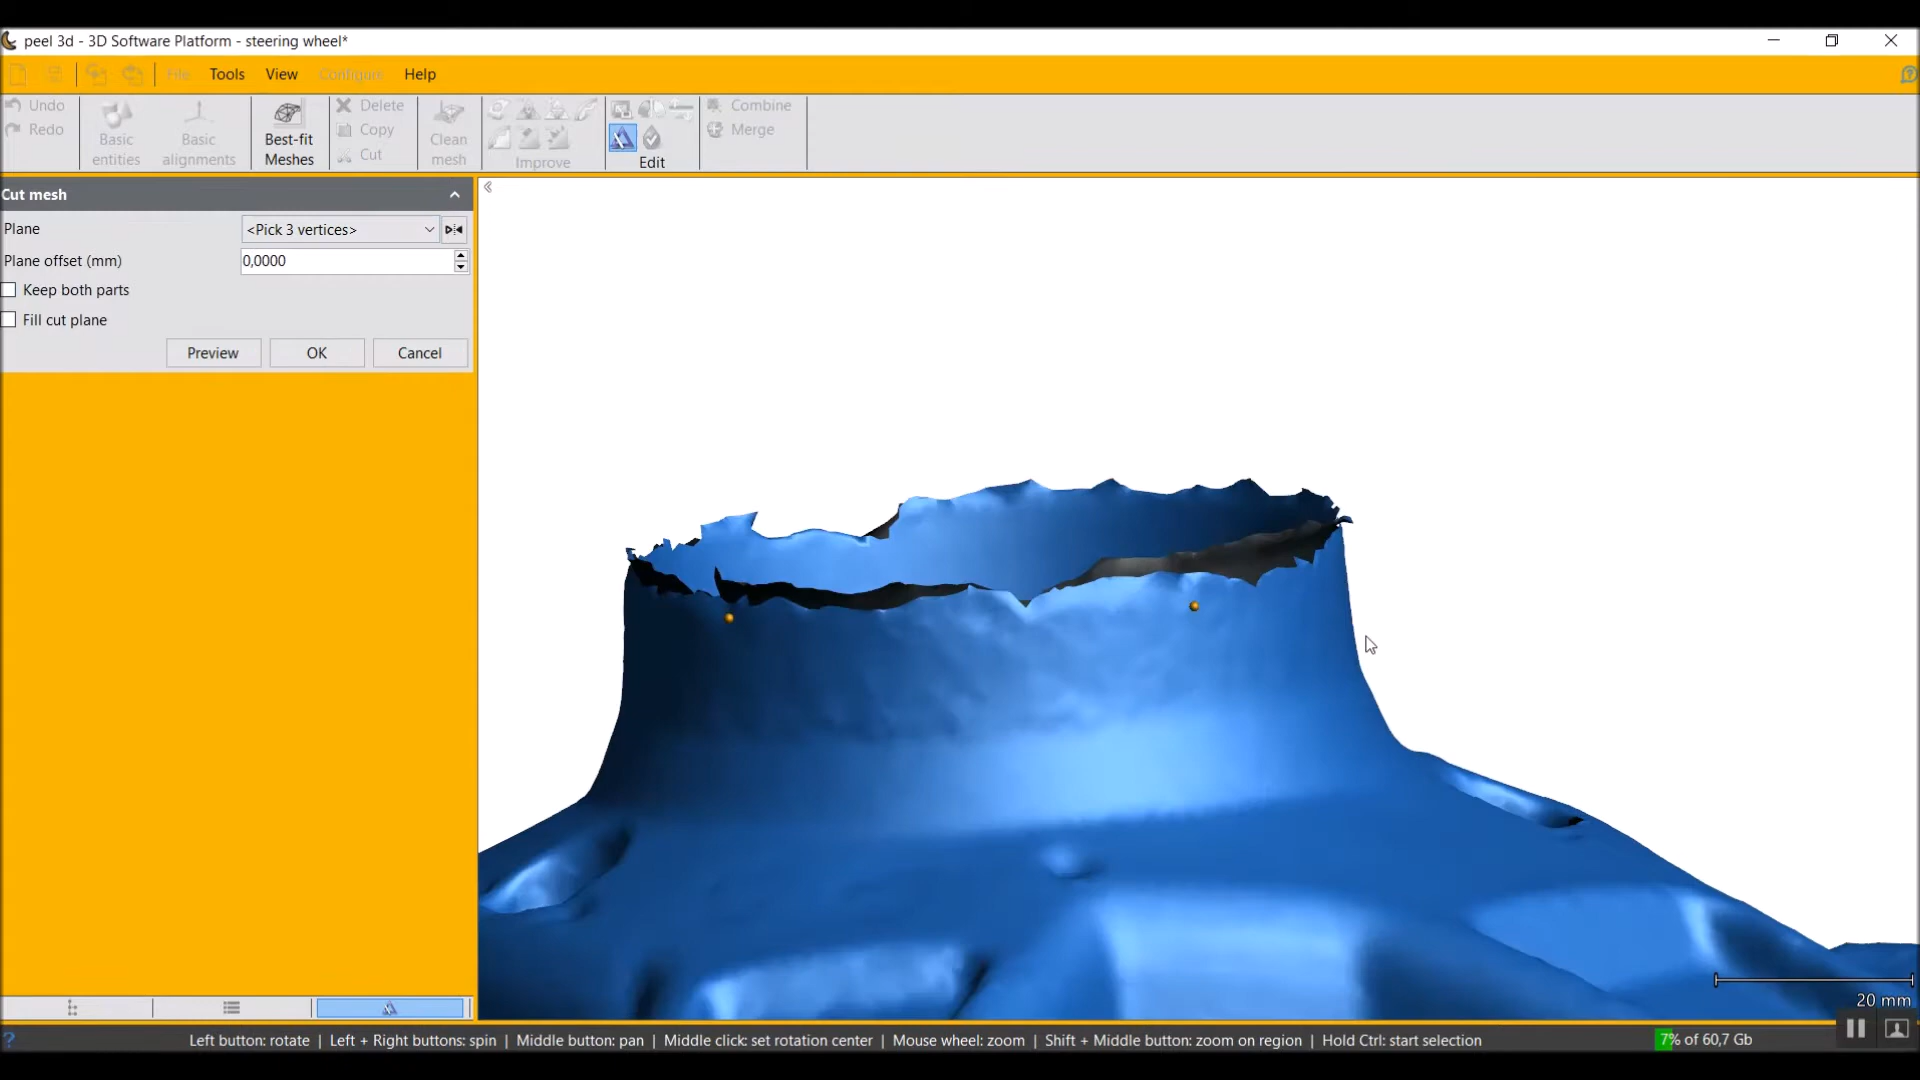 peel 3d - 3D Software Platform - steering wheel*
File Tools View Configure Help
Undo
Redo
Basic entities
Basic alignments
Best-fit Meshes
Delete
Copy
Cut
Clean mesh
Improve
Edit
Combine
Merge
Cut mesh
Plane <Pick 3 vertices>
Plane offset (mm) 0,0000
Keep both parts
Fill cut plane
Preview OK Cancel
20 mm
Left button: rotate | Left + Right buttons: spin | Middle button: pan | Middle click: set rotation center | Mouse wheel: zoom | Shift + Middle button: zoom on region | Hold Ctrl: start selection
7% of 60,7 Gb